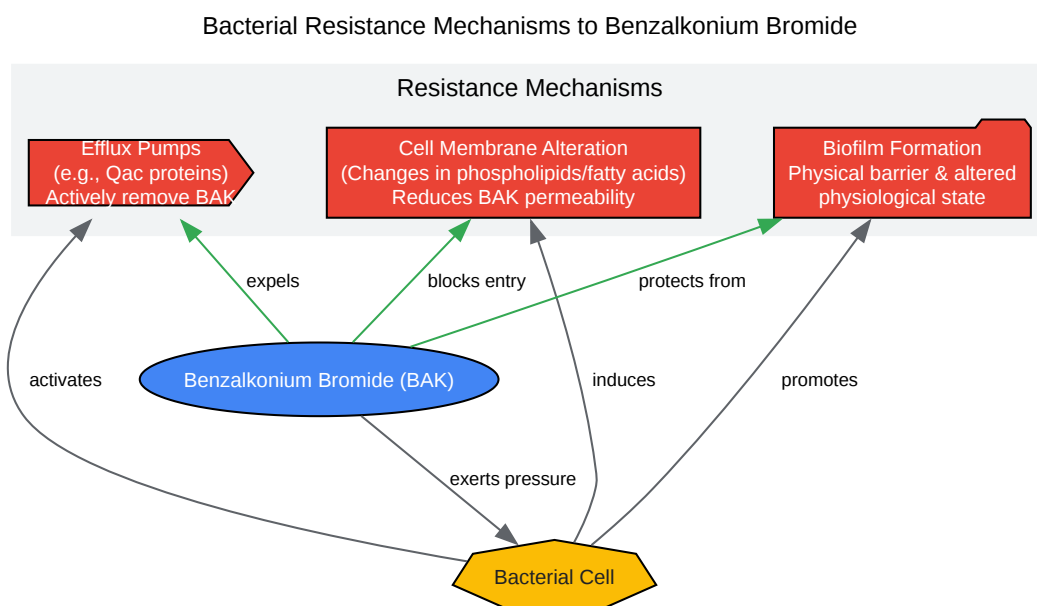 Bacterial Resistance Mechanisms to Benzalkonium Bromide
Resistance Mechanisms
Efflux Pumps
(e.g., Qac proteins)
Actively remove BAK
Cell Membrane Alteration
(Changes in phospholipids/fatty acids)
Reduces BAK permeability
Biofilm Formation
Physical barrier & altered
physiological state
expels
blocks entry
protects from
activates
Benzalkonium Bromide (BAK)
induces
promotes
exerts pressure
Bacterial Cell